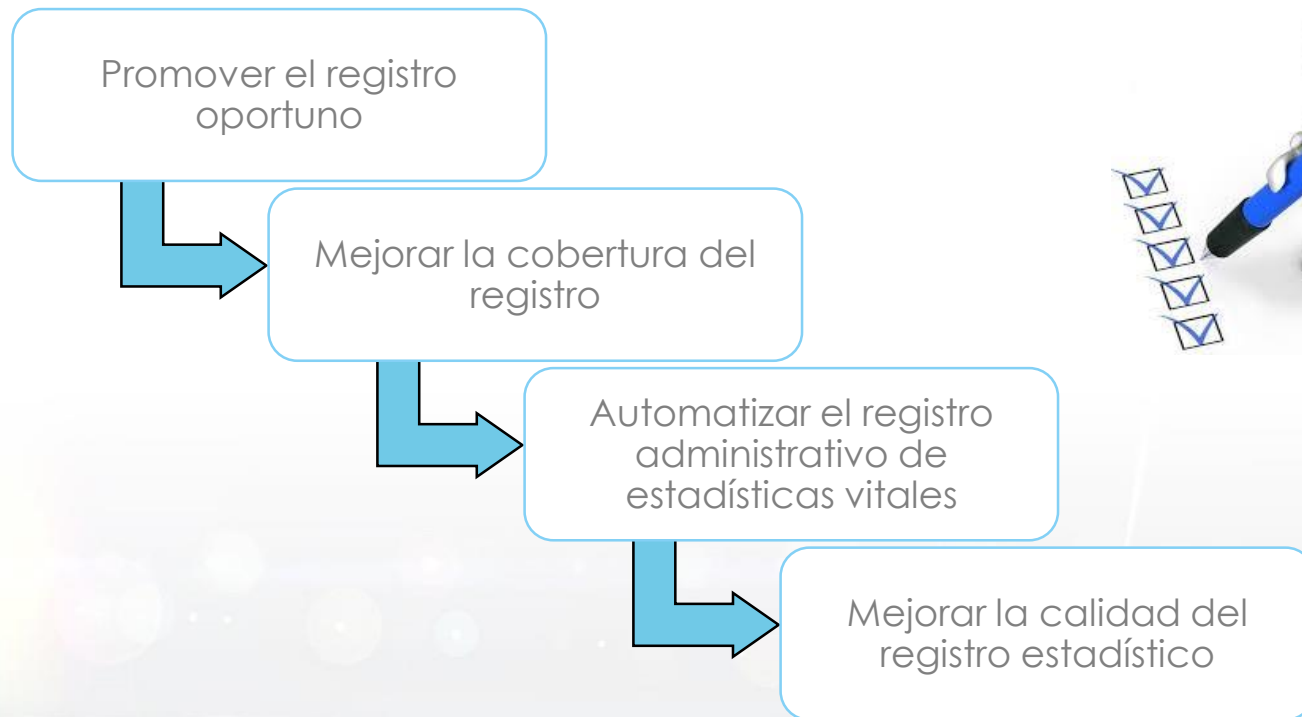 Promover el registro
oportuno
Mejorar la cobertura del
registro
Automatizar el registro
administrativo de
estadísticas vitales
Mejorar la calidad del
registro estadístico